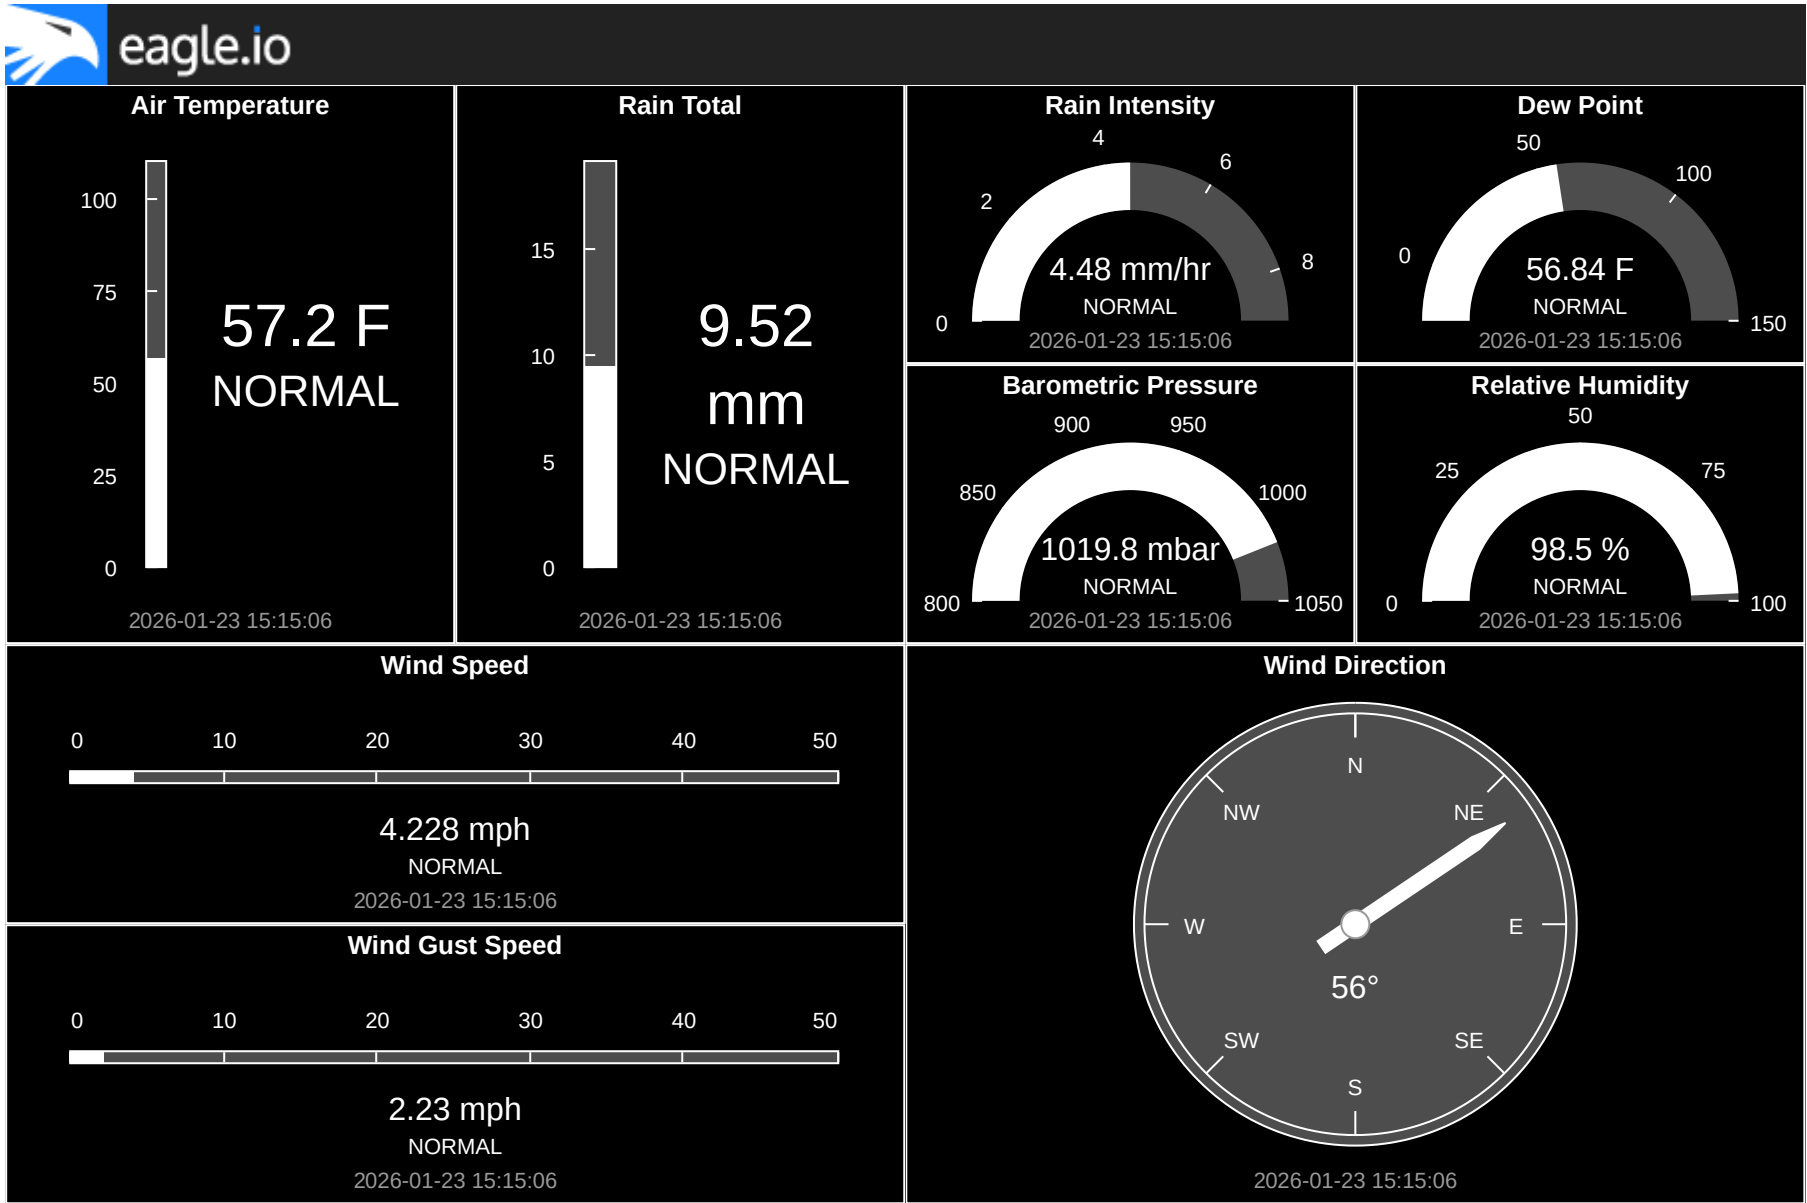 eagle.io
Air Temperature
100
75
50
25
0
57.2 F
NORMAL
2026-01-23 15:15:06
Rain Total
15
10
5
0
9.52
mm
NORMAL
2026-01-23 15:15:06
Rain Intensity
0
2
4
6
8
4.48 mm/hr
NORMAL
2026-01-23 15:15:06
Dew Point
0
50
100
150
56.84 F
NORMAL
2026-01-23 15:15:06
Barometric Pressure
800
850
900
950
1000
1050
1019.8 mbar
NORMAL
2026-01-23 15:15:06
Relative Humidity
0
25
50
75
100
98.5 %
NORMAL
2026-01-23 15:15:06
Wind Speed
0 10 20 30 40 50
4.228 mph
NORMAL
2026-01-23 15:15:06
Wind Gust Speed
0 10 20 30 40 50
2.23 mph
NORMAL
2026-01-23 15:15:06
Wind Direction
N
NW NE
W E
56°
SW SE
S
2026-01-23 15:15:06